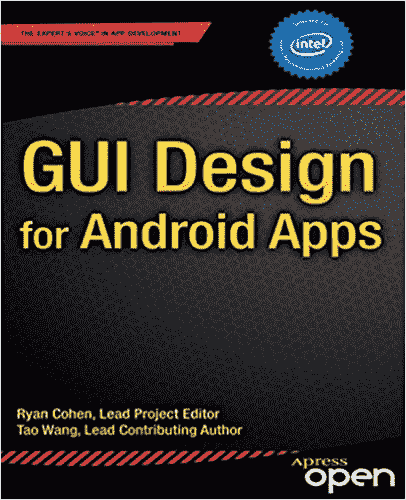 THE EXPERT'S VOICE® IN APP DEVELOPMENT
intel
GUI Design
for Android Apps
Ryan Cohen, Lead Project Editor
Tao Wang, Lead Contributing Author
Apress
open